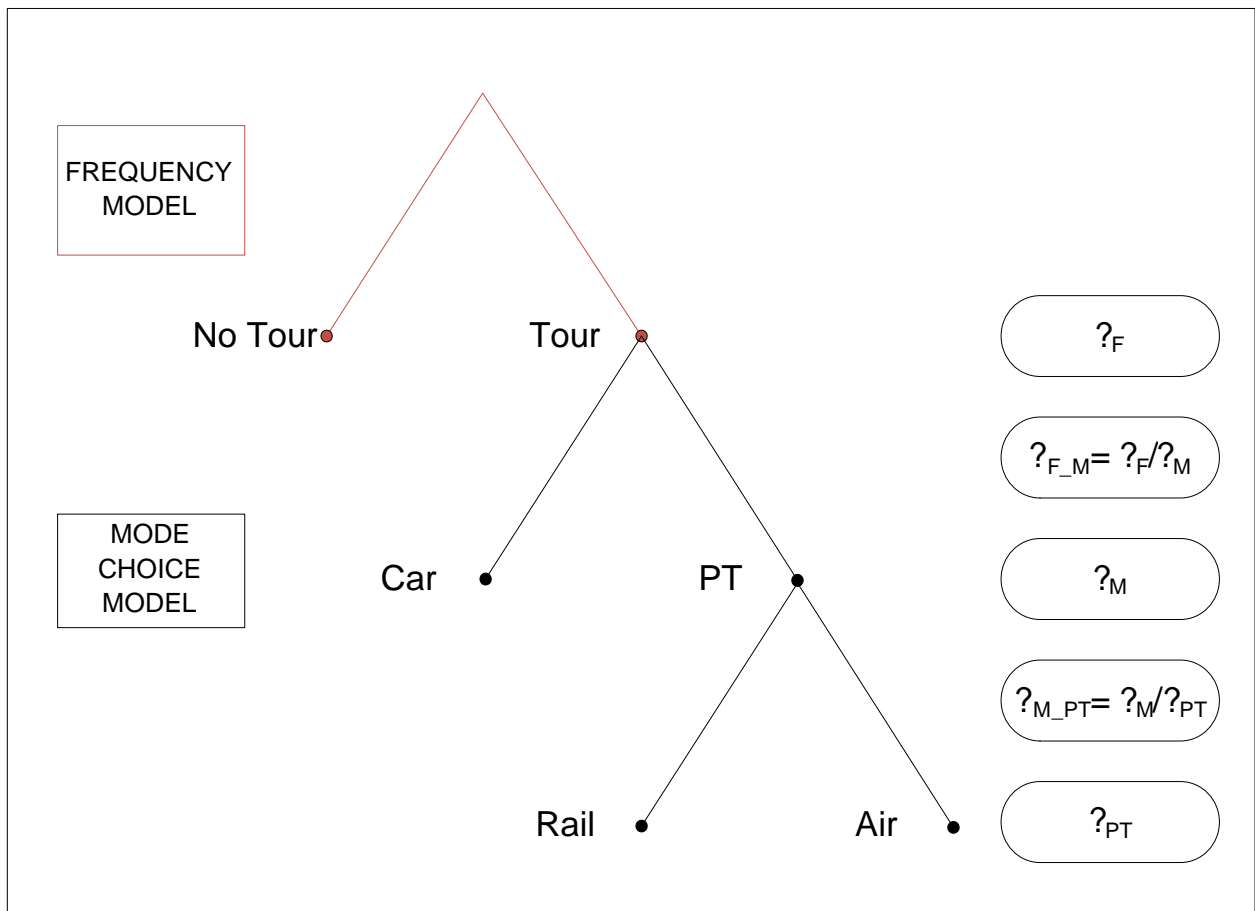 FREQUENCY
MODEL
No Tour
Tour
?F
?F_M= ?F/?M
MODE
CHOICE
MODEL
Car
PT
?M
?M_PT= ?M/?PT
Rail
Air
?PT